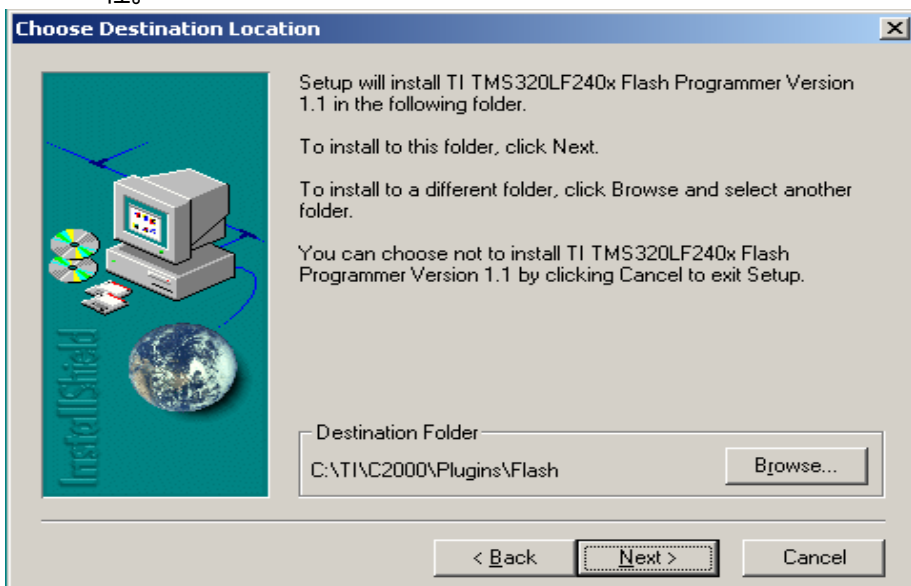 Choose Destination Location
Setup will install TI TMS320LF240x Flash Programmer Version
1.1 in the following folder.
To install to this folder, click Next.
To install to a different folder, click Browse and select another
folder.
You can choose not to install TI TMS320LF240x Flash
Programmer Version 1.1 by clicking Cancel to exit Setup.
InstallShield
Destination Folder
C:\TI\C2000\Plugins\Flash
Browse...
< Back
Next >
Cancel